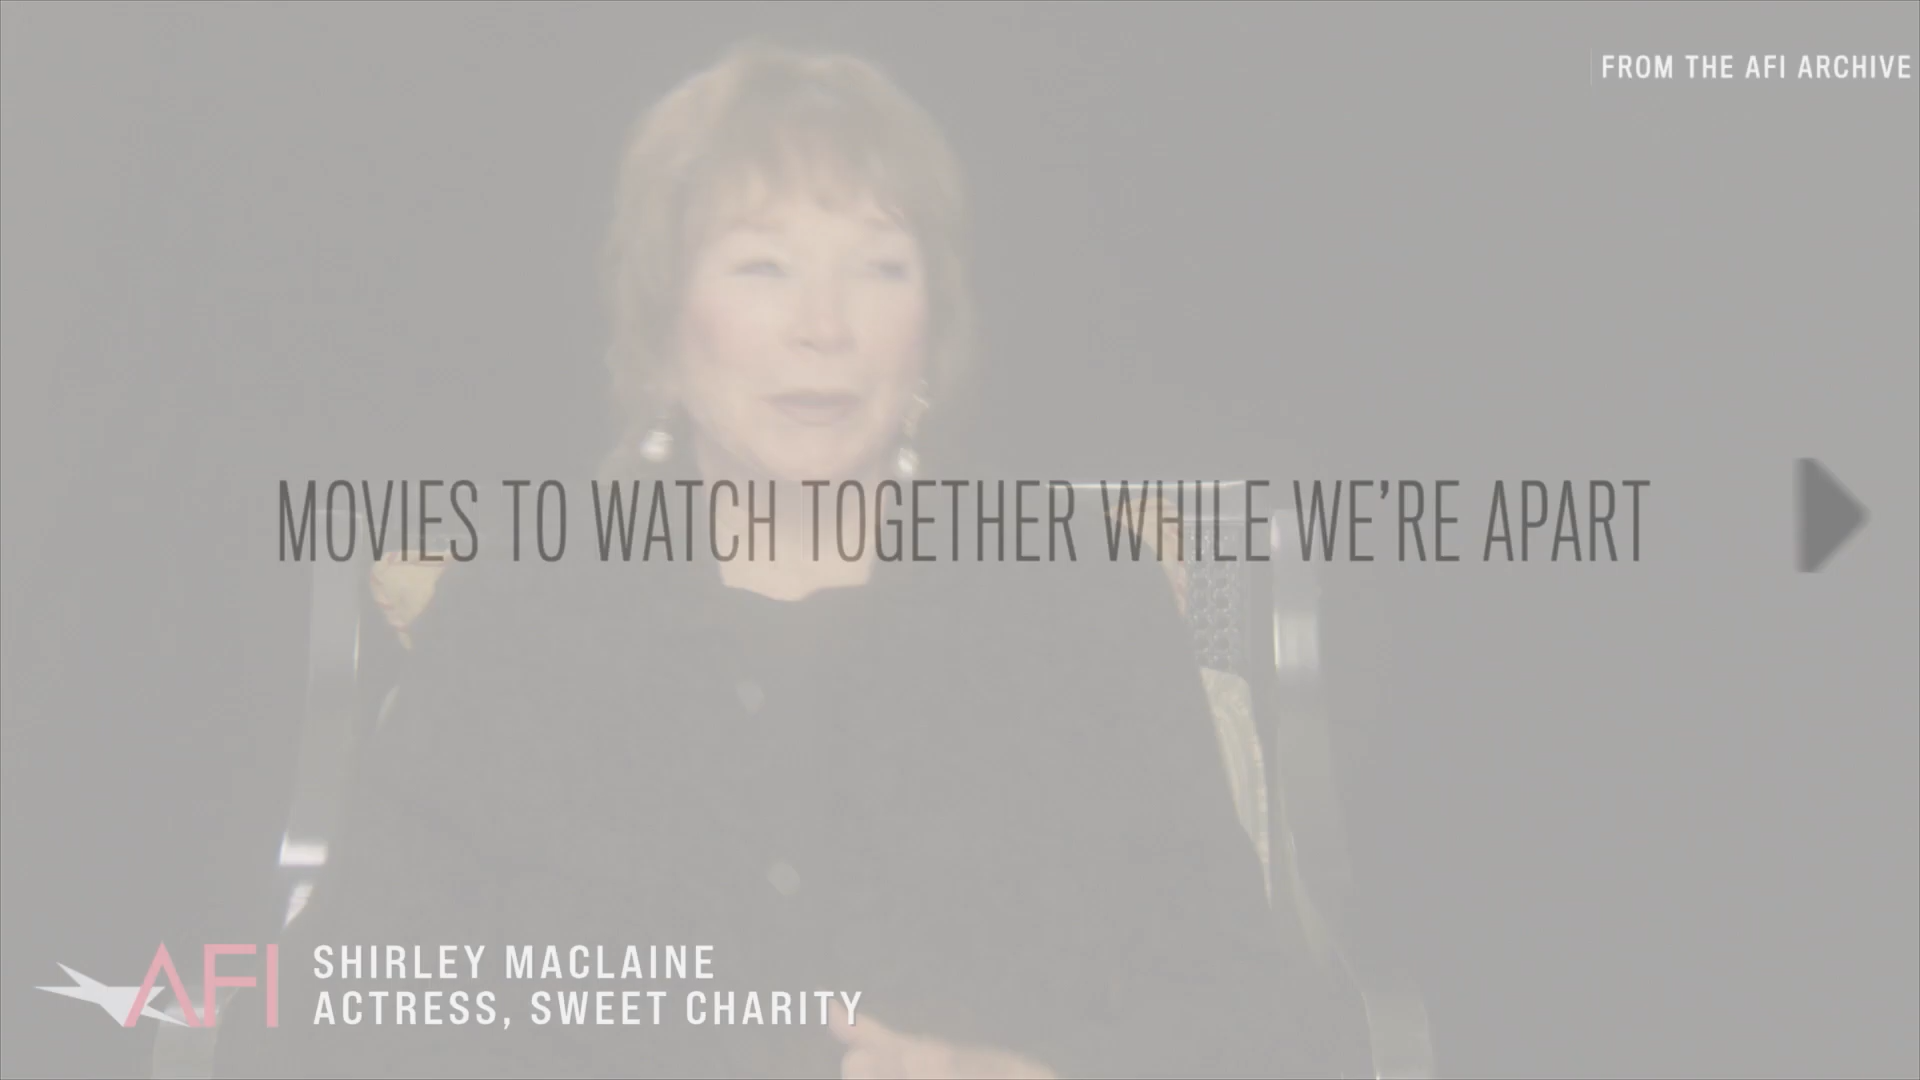 FROM THE AFI ARCHIVE
MOVIES TO WATCH TOGETHER WHILE WE’RE APART
AFI
SHIRLEY MACLAINE
ACTRESS, SWEET CHARITY